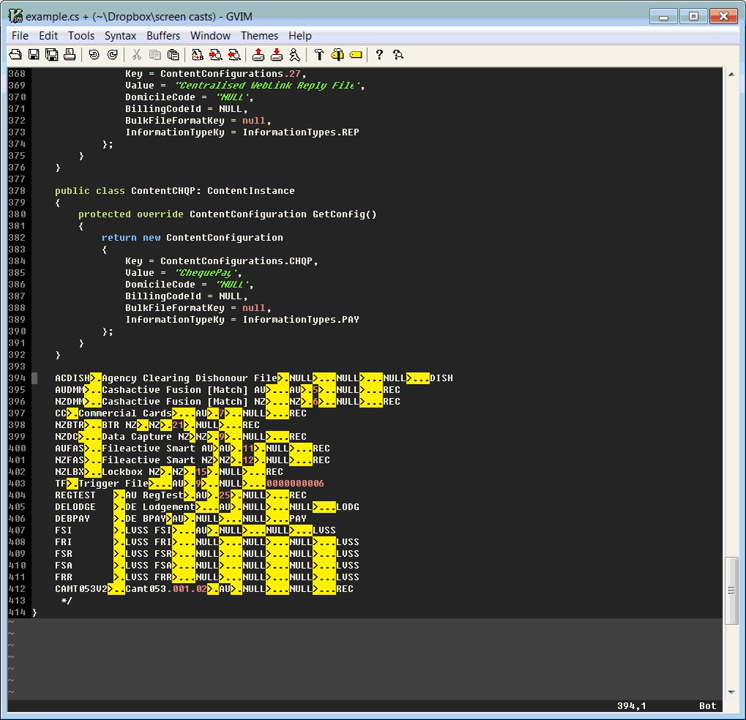 example.cs + (~\Dropbox\screen casts) - GVIM
File Edit Tools Syntax Buffers Window Themes Help
368 Key = ContentConfigurations.27,
369 Value = "Centralised WebLink Reply File",
370 DomicileCode = "NULL",
371 BillingCodeId = NULL,
372 BulkFileFormatKey = null,
373 InformationTypeKy = InformationTypes.REP
374 };
375 }
376 }
377
378 public class ContentCHQP: ContentInstance
379 {
380 protected override ContentConfiguration GetConfig()
381 {
382 return new ContentConfiguration
383 {
384 Key = ContentConfigurations.CHQP,
385 Value = "ChequePay",
386 DomicileCode = "NULL",
387 BillingCodeId = NULL,
388 BulkFileFormatKey = null,
389 InformationTypeKy = InformationTypes.PAY
390 };
391 }
392 }
393
394 ACDISH>.Agency Clearing Dishonour File>.NULL>...NULL>...NULL>...DISH
395 AUDMM>..Cashactive Fusion [Match] AU>...AU>.5>..NULL>...REC
396 NZDMM>..Cashactive Fusion [Match] NZ>...NZ>.6>..NULL>...REC
397 CC>.Commercial Cards>...AU>.7>..NULL>...REC
398 NZBTR>..BTR NZ>.NZ>.21>.NULL>...REC
399 NZDC>...Data Capture NZ>NZ>.9>..NULL>...REC
400 AUFAS>..Fileactive Smart AU>AU>.11>.NULL>...REC
401 NZFAS>..Fileactive Smart NZ>NZ>.12>.NULL>...REC
402 NZLBX>..Lockbox NZ>.NZ>.15>.NULL>...REC
403 TF>.Trigger File>...AU>.9>..NULL>...0000000006
404 REGTEST >.AU RegTest>.AU>.25>.NULL>...REC
405 DELODGE >.DE Lodgement>...AU>.NULL>...NULL>...LODG
406 DEBPAY >.DE BPAY>AU>.NULL>...NULL>...PAY
407 FSI >.LVSS FSI>...AU>.NULL>...NULL>...LVSS
408 FRI >.LVSS FRI>...NULL>...NULL>...NULL>...LVSS
409 FSR >.LVSS FSR>...NULL>...NULL>...NULL>...LVSS
410 FSA >.LVSS FSA>...NULL>...NULL>...NULL>...LVSS
411 FRR >.LVSS FRR>...NULL>...NULL>...NULL>...LVSS
412 CAMT053V2>..Camt053.001.02>.AU>.NULL>...NULL>...REC
413 */
414 }
~
~
~
~
~
~
~
394,1 Bot